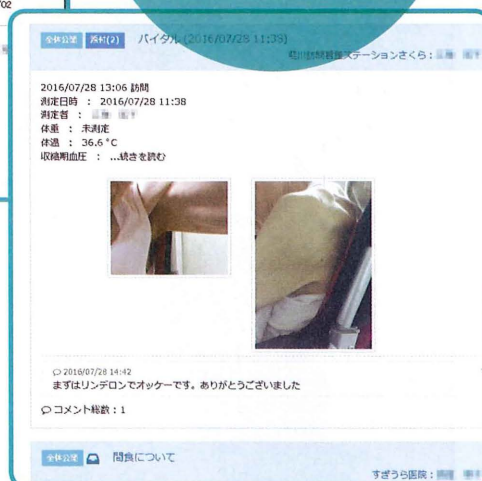 /02
全体公開 添付(2) バイタル (2016/07/28 11:38)
訪問看護ステーションさくら:
2016/07/28 13:06 訪問
測定日時 : 2016/07/28 11:38
測定者 :
体重 : 未測定
体温 : 36.6°C
収縮期血圧 : ...続きを読む
2016/07/28 14:42
まずはリンデロンでオッケーです。ありがとうございました
コメント総数:1
全体公開 間食について
すぎうら医院: